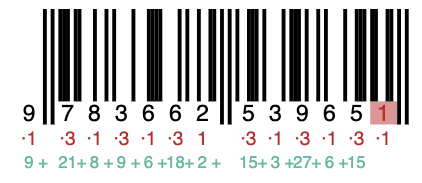 9 783662 539651
·1 ·3 ·1 ·3 ·1 ·3 1 ·3 ·1 ·3 ·1 ·3 ·1
9 + 21+ 8 + 9 + 6 +18+ 2 + 15+ 3 +27+ 6 +15